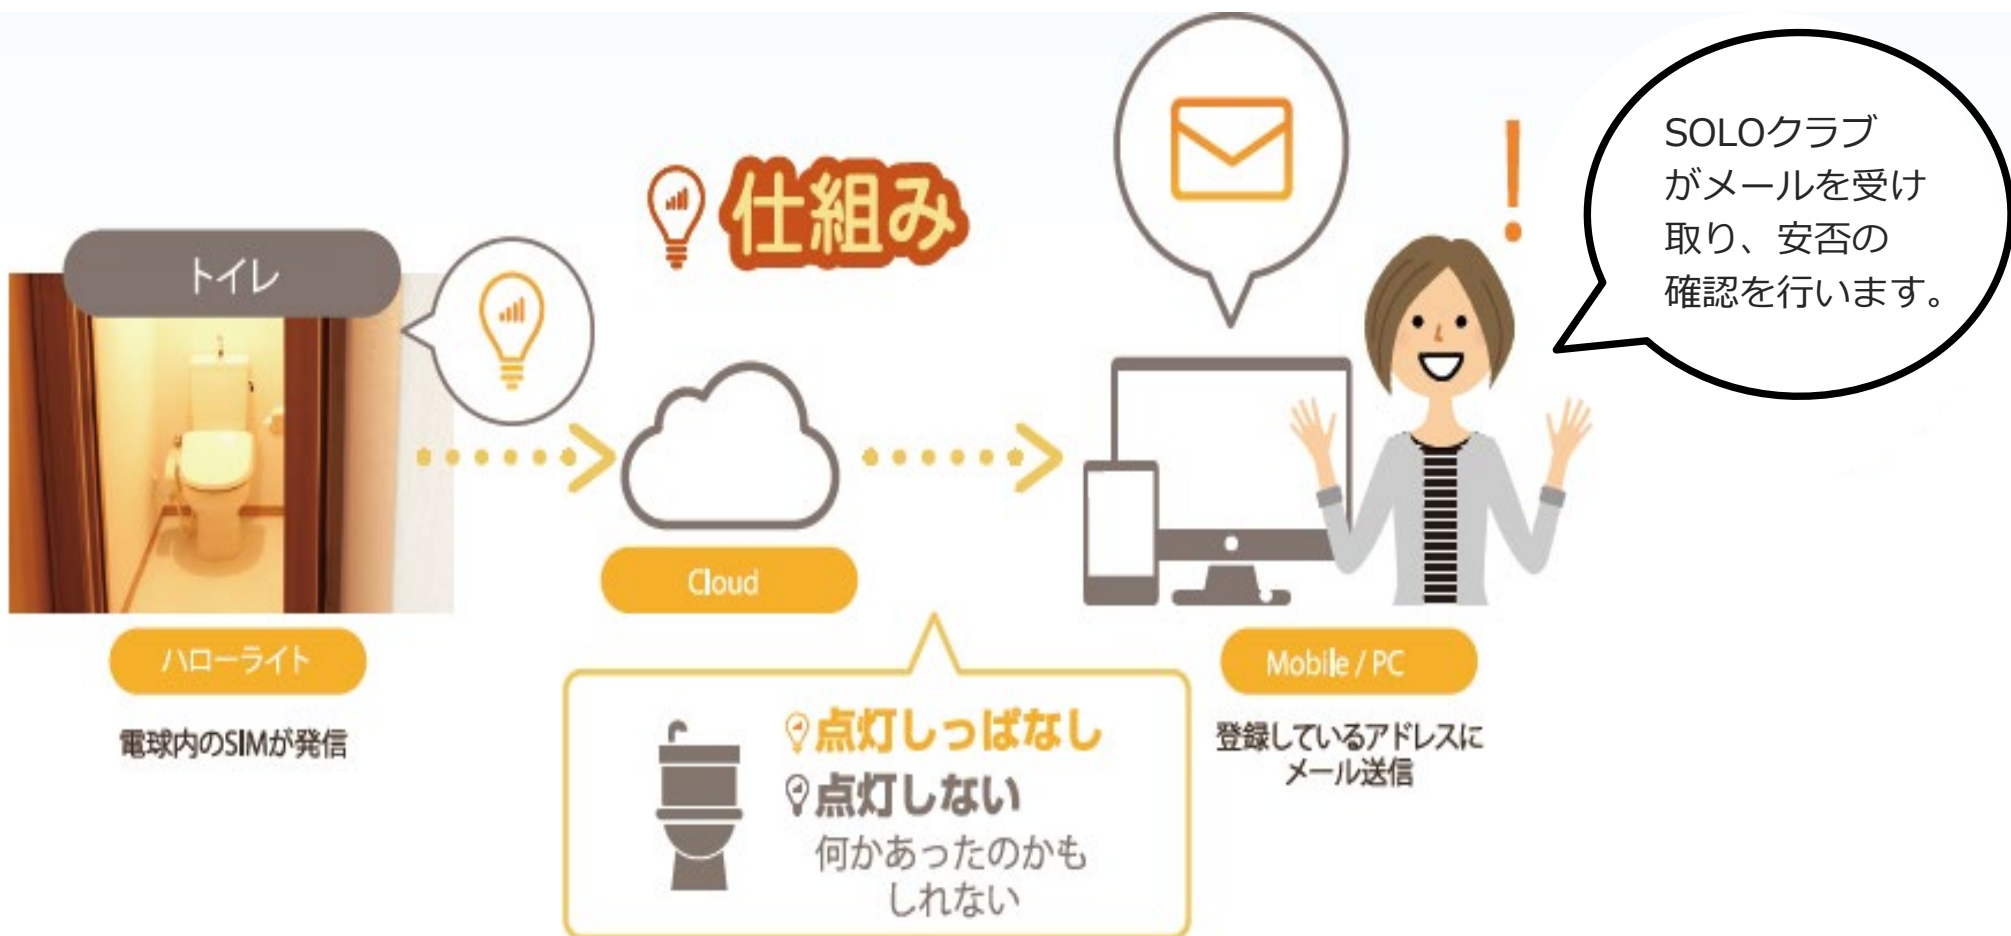 仕組み
トイレ
SOLOクラブ
がメールを受け
取り、安否の
確認を行います。
Cloud
ハローライト
電球内のSIMが発信
Mobile / PC
登録しているアドレスに
メール送信
点灯しっぱなし
点灯しない
何かあったのかも
しれない